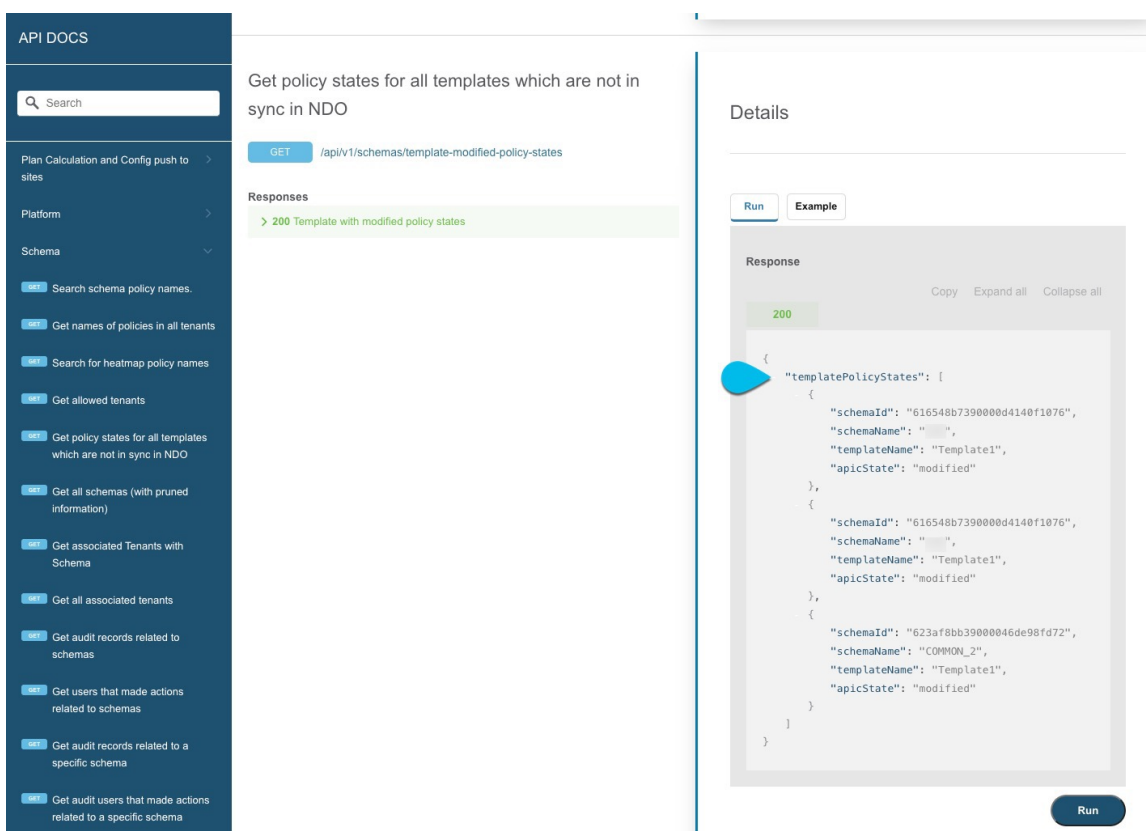 API DOCS
Search
Plan Calculation and Config push to
sites
Platform
Schema
GET Search schema policy names.
GET Get names of policies in all tenants
GET Search for heatmap policy names
GET Get allowed tenants
GET Get policy states for all templates
which are not in sync in NDO
GET Get all schemas (with pruned
information)
GET Get associated Tenants with
Schema
GET Get all associated tenants
GET Get audit records related to
schemas
GET Get users that made actions
related to schemas
GET Get audit records related to a
specific schema
GET Get audit users that made actions
related to a specific schema
Get policy states for all templates which are not in
sync in NDO
GET /api/v1/schemas/template-modified-policy-states
Responses
> 200 Template with modified policy states
Details
Run Example
Response
Copy Expand all Collapse all
200
{
"templatePolicyStates": [
{
"schemaId": "616548b7390000d4140f1076",
"schemaName": " ",
"templateName": "Template1",
"apicState": "modified"
},
{
"schemaId": "616548b7390000d4140f1076",
"schemaName": " ",
"templateName": "Template1",
"apicState": "modified"
},
{
"schemaId": "623af8bb39000046de98fd72",
"schemaName": "COMMON_2",
"templateName": "Template1",
"apicState": "modified"
}
]
}
Run